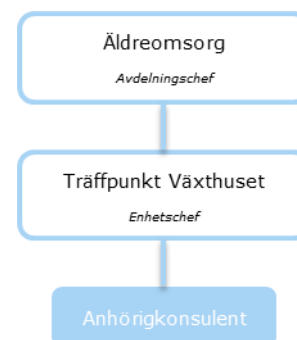 Äldreomsorg
Avdelningschef
Träffpunkt Växthuset
Enhetschef
Anhörigkonsulent